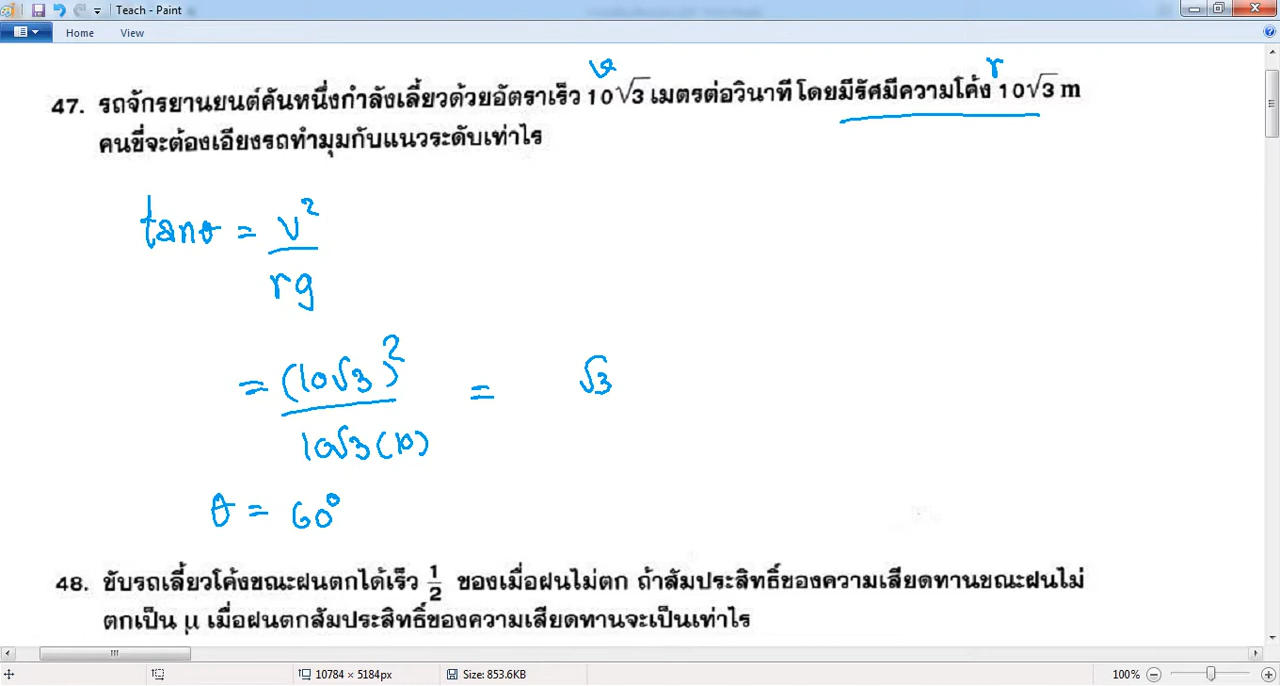 Teach - Paint
Home View
v r
47. รถจักรยานยนต์คันหนึ่งกำลังเลี้ยวด้วยอัตราเร็ว 10√3 เมตรต่อวินาที โดยมีรัศมีความโค้ง 10√3 m
คนขี่จะต้องเอียงรถทำมุมกับแนวระดับเท่าไร
tanθ = v²
rg
= (10√3)² = √3
10√3(10)
θ = 60°
48. ขับรถเลี้ยวโค้งขณะฝนตกได้เร็ว 1/2 ของเมื่อฝนไม่ตก ถ้าสัมประสิทธิ์ของความเสียดทานขณะฝนไม่
ตกเป็น μ เมื่อฝนตกสัมประสิทธิ์ของความเสียดทานจะเป็นเท่าไร
10784 × 5184px Size: 853.6KB 100%